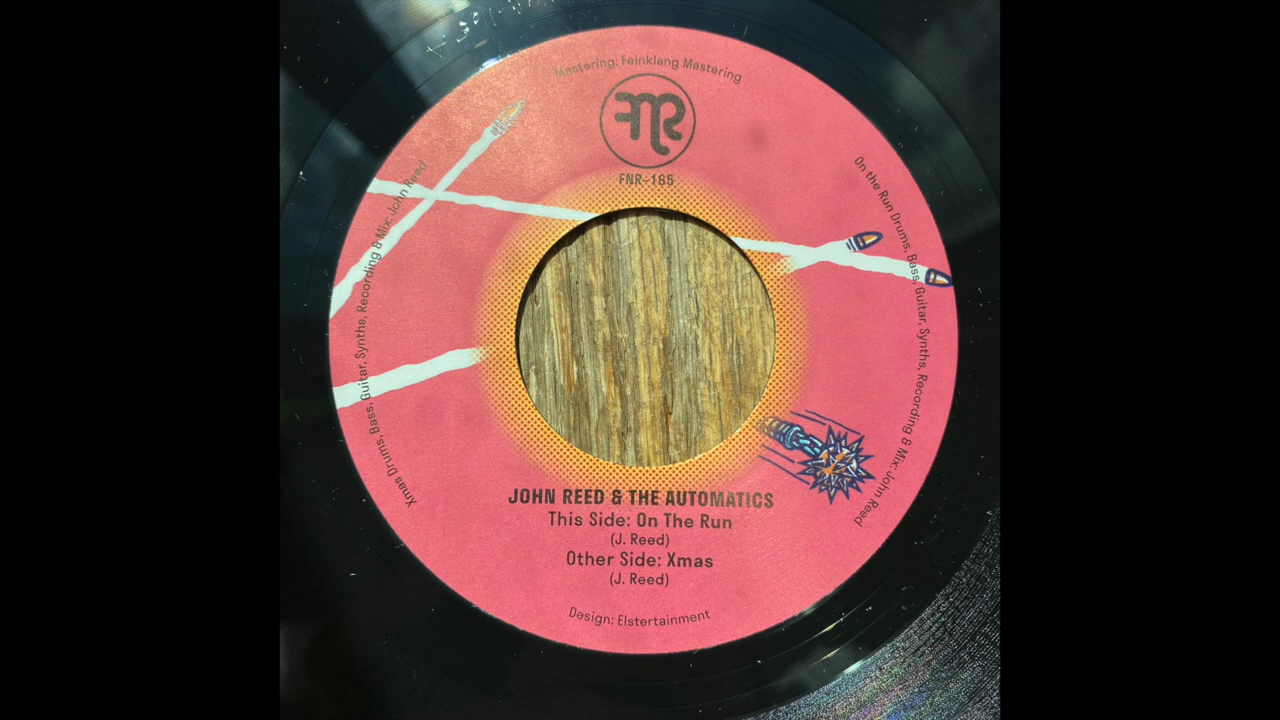 Mastering: Feinklang Mastering
FNR
FNR-165
Xmas Drums, Bass, Guitar, Synths, Recording & Mix: John Reed
On the Run Drums, Bass, Guitar, Synths, Recording & Mix: John Reed
JOHN REED & THE AUTOMATICS
This Side: On The Run
(J. Reed)
Other Side: Xmas
(J. Reed)
Design: Elstertainment